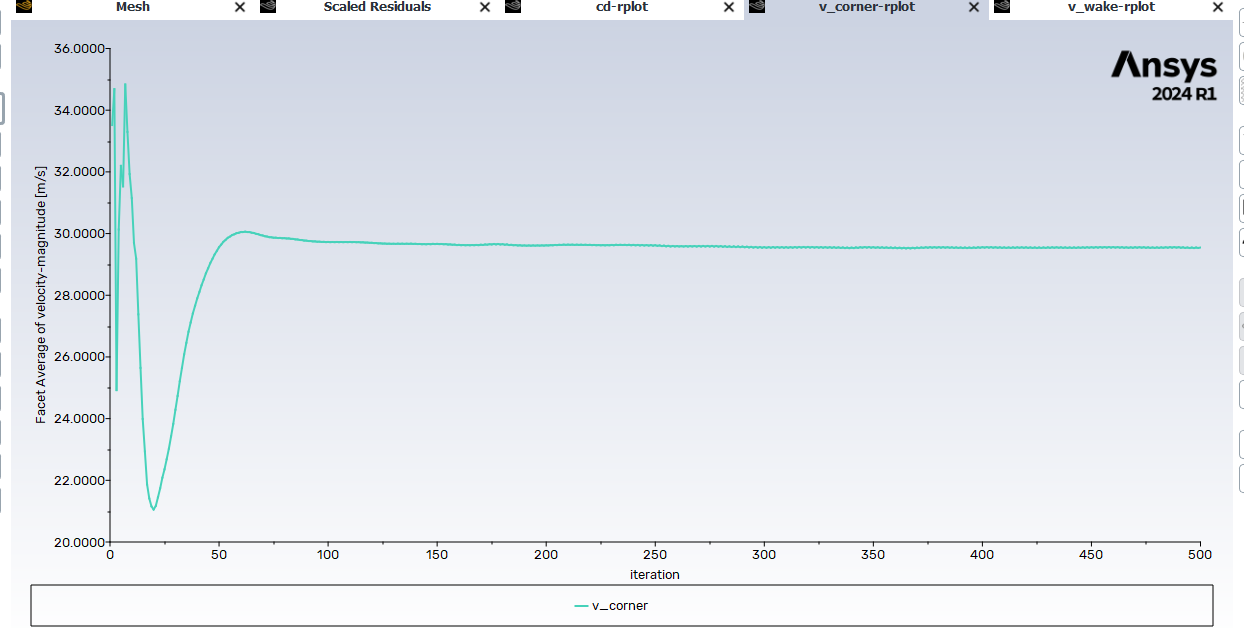 Mesh
Scaled Residuals
cd-rplot
v_corner-rplot
v_wake-rplot
Ansys
2024 R1
Facet Average of velocity-magnitude [m/s]
36.0000
34.0000
32.0000
30.0000
28.0000
26.0000
24.0000
22.0000
20.0000
0 50 100 150 200 250 300 350 400 450 500
iteration
v_corner